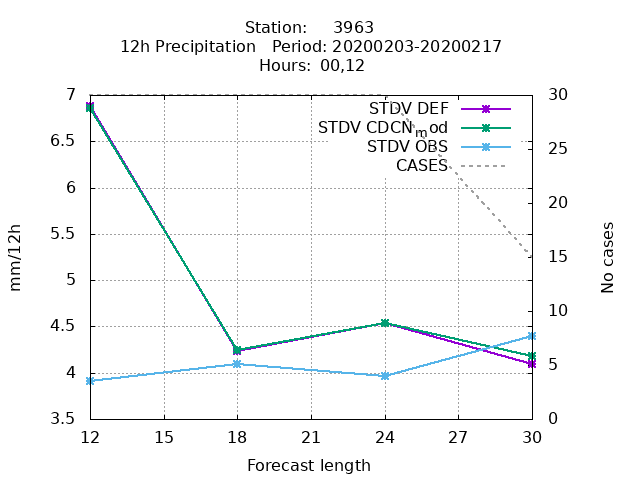 Station: 3963
12h Precipitation Period: 20200203-20200217
Hours: 00,12
7
6.5
6
5.5
5
4.5
4
3.5
mm/12h
STDV DEF
STDV CDCNmod
STDV OBS
CASES
30
25
20
15
10
5
0
No cases
12 15 18 21 24 27 30
Forecast length